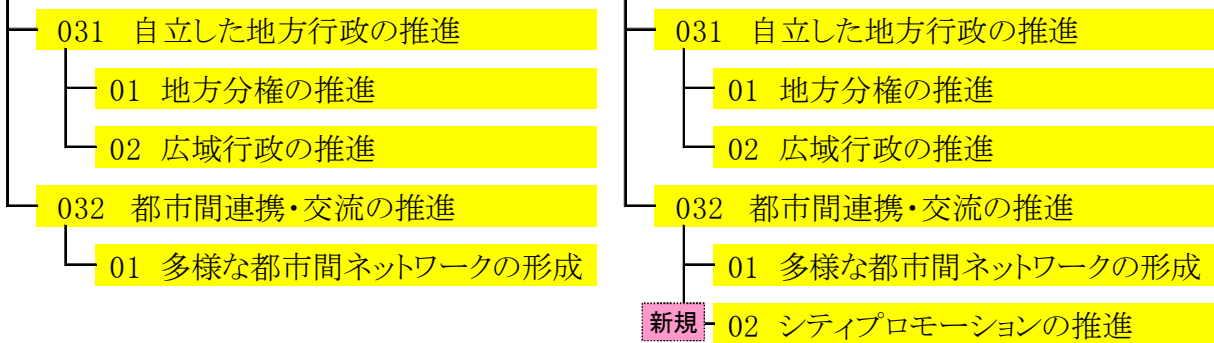 031 自立した地方行政の推進
01 地方分権の推進
02 広域行政の推進
032 都市間連携・交流の推進
01 多様な都市間ネットワークの形成
031 自立した地方行政の推進
01 地方分権の推進
02 広域行政の推進
032 都市間連携・交流の推進
01 多様な都市間ネットワークの形成
新規 02 シティプロモーションの推進